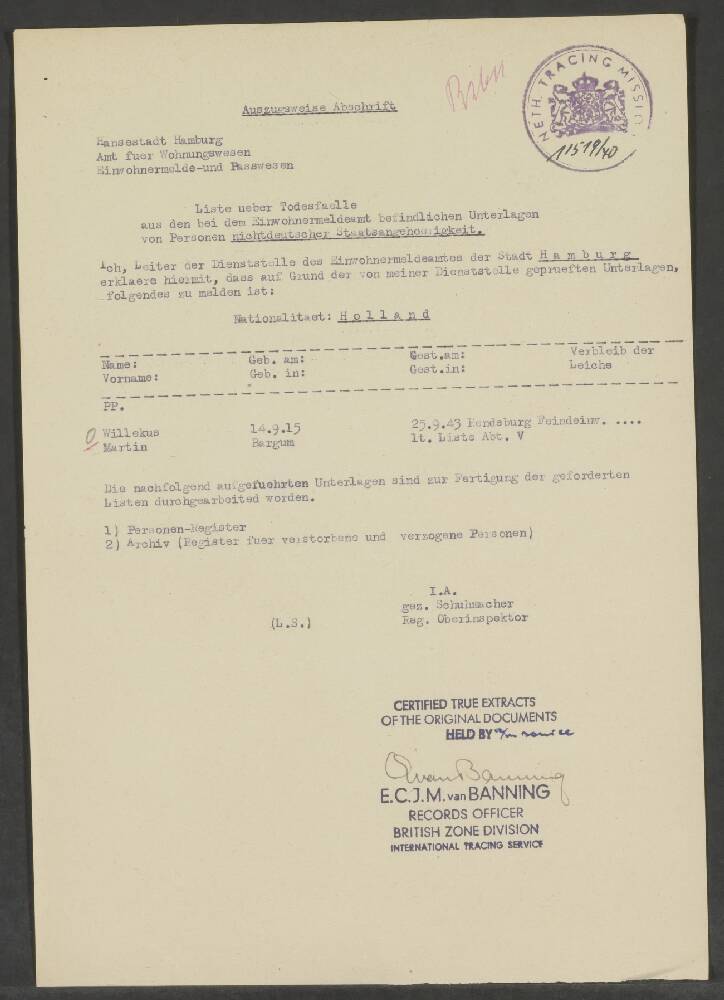 NETH. TRACING MISSION
11519/40
Auszugsweise Abschrift
Hansestadt Hamburg
Amt fuer Wohnungswesen
Einwohnermelde-und Passwesen
Liste ueber Todesfaelle
aus den bei dem Einwohnermeldeamt befindlichen Unterlagen
von Personen nichtdeutscher Staatsangehoerigkeit.
Ich, Leiter der Dienststelle des Einwohnermeldeamtes der Stadt H a m b u r g
erklaere hiermit, dass auf Grund der von meiner Dienststelle geprueften Unterlagen,
folgendes zu melden ist:
Nationalitaet: H o l l a n d
Name: Geb. am: Gest.am: Verbleib der
Vorname: Geb. in: Gest.in: Leiche
PP.
Willekus 14.9.15 25.9.43 Rendsburg Feindeinw. ....
Martin Bargum lt. Liste Abt. V
Die nachfolgend aufgefuehrten Unterlagen sind zur Fertigung der geforderten
Listen durchgearbeited worden.
1) Personen-Register
2) Archiv (Register fuer verstorbene und verzogene Personen)
I.A.
gez. Schuhmacher
(L.S.) Reg. Oberinspektor
CERTIFIED TRUE EXTRACTS
OF THE ORIGINAL DOCUMENTS
HELD BY
E.C.J.M. van BANNING
RECORDS OFFICER
BRITISH ZONE DIVISION
INTERNATIONAL TRACING SERVICE